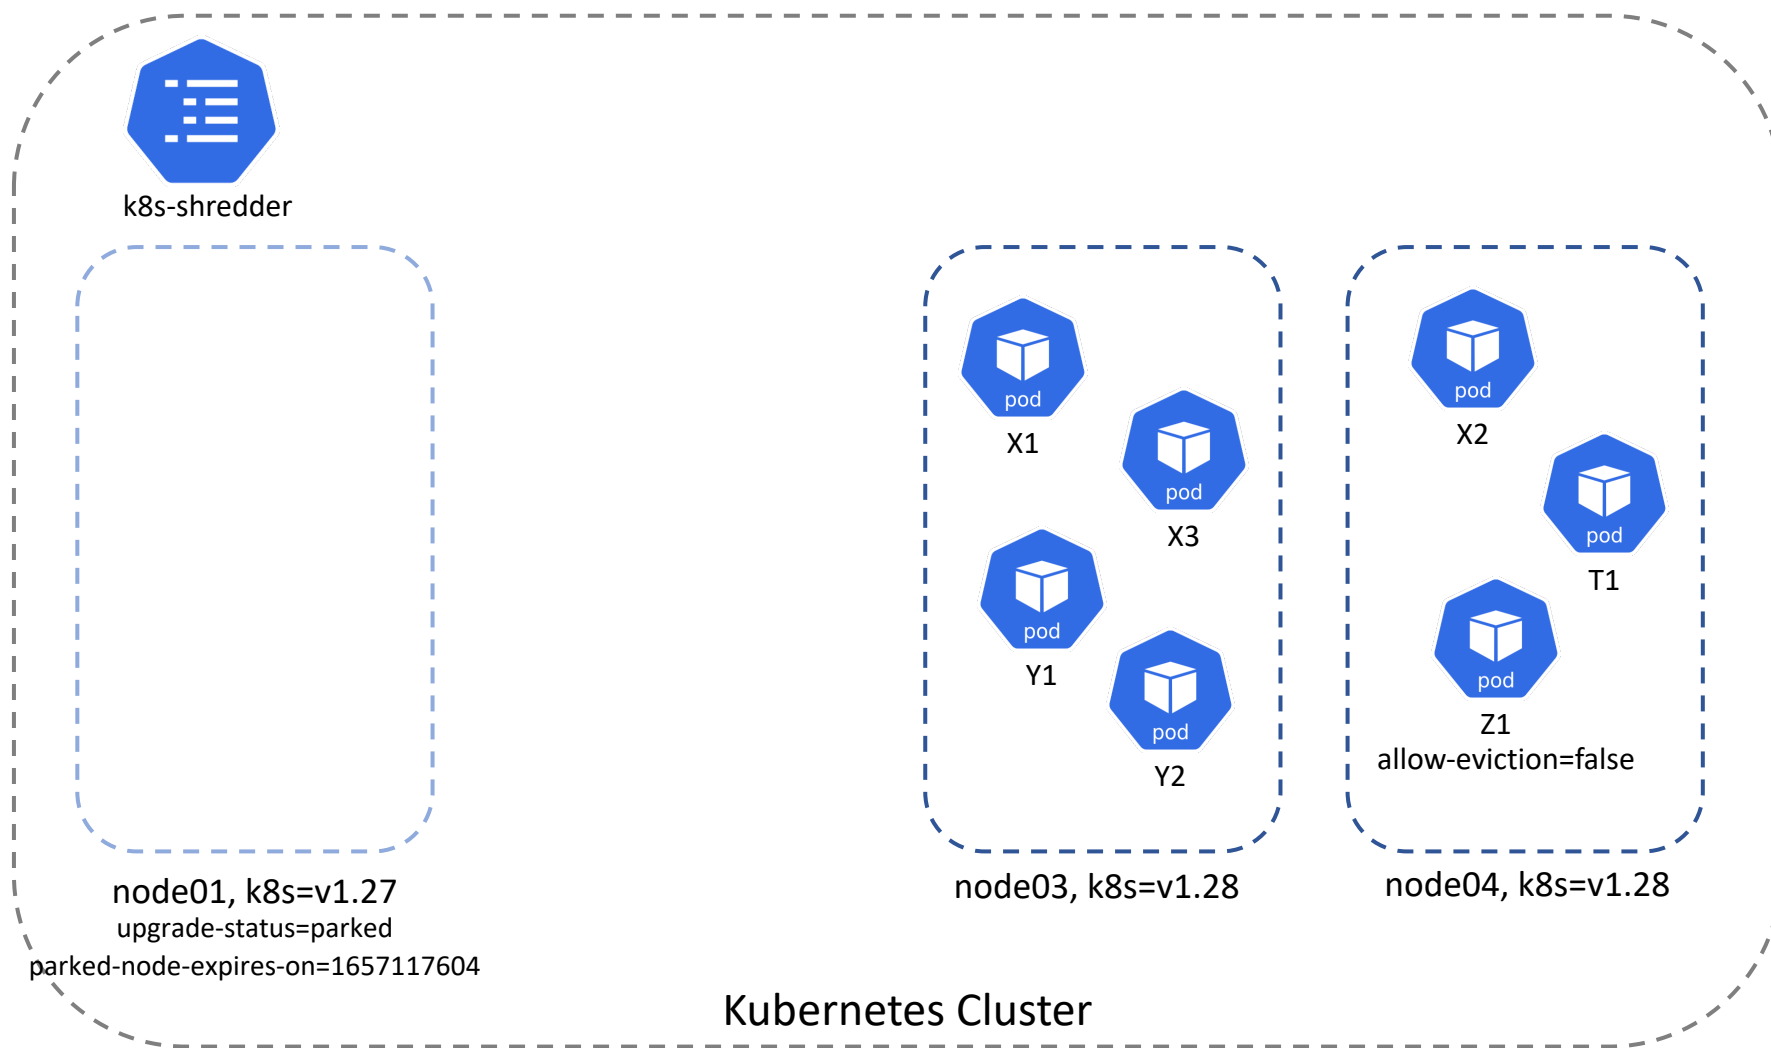 k8s-shredder
pod
X1
pod
X3
pod
Y1
pod
Y2
pod
X2
pod
T1
pod
Z1
allow-eviction=false
node01, k8s=v1.27
upgrade-status=parked
parked-node-expires-on=1657117604
node03, k8s=v1.28
node04, k8s=v1.28
Kubernetes Cluster